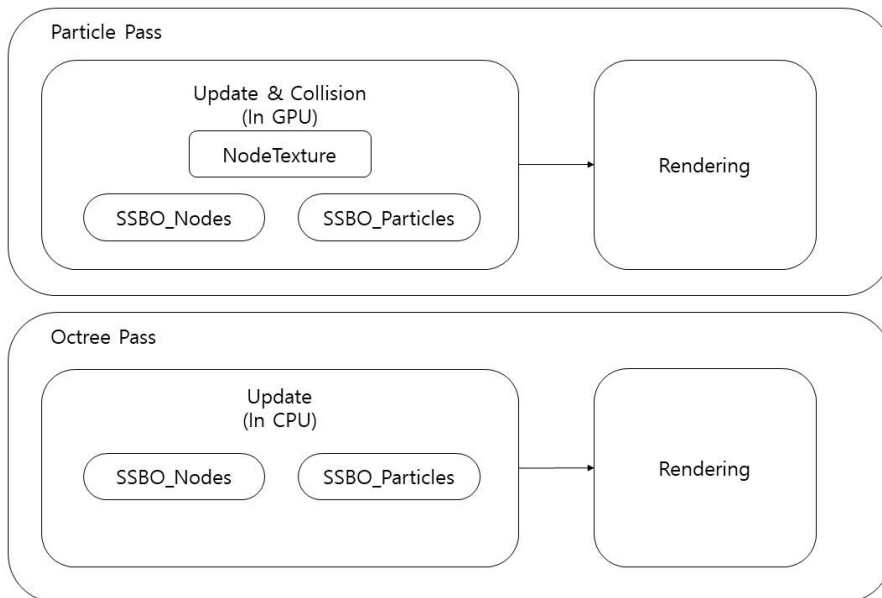 Particle Pass
Update & Collision
(In GPU)
NodeTexture
SSBO_Nodes
SSBO_Particles
Rendering
Octree Pass
Update
(In CPU)
SSBO_Nodes
SSBO_Particles
Rendering